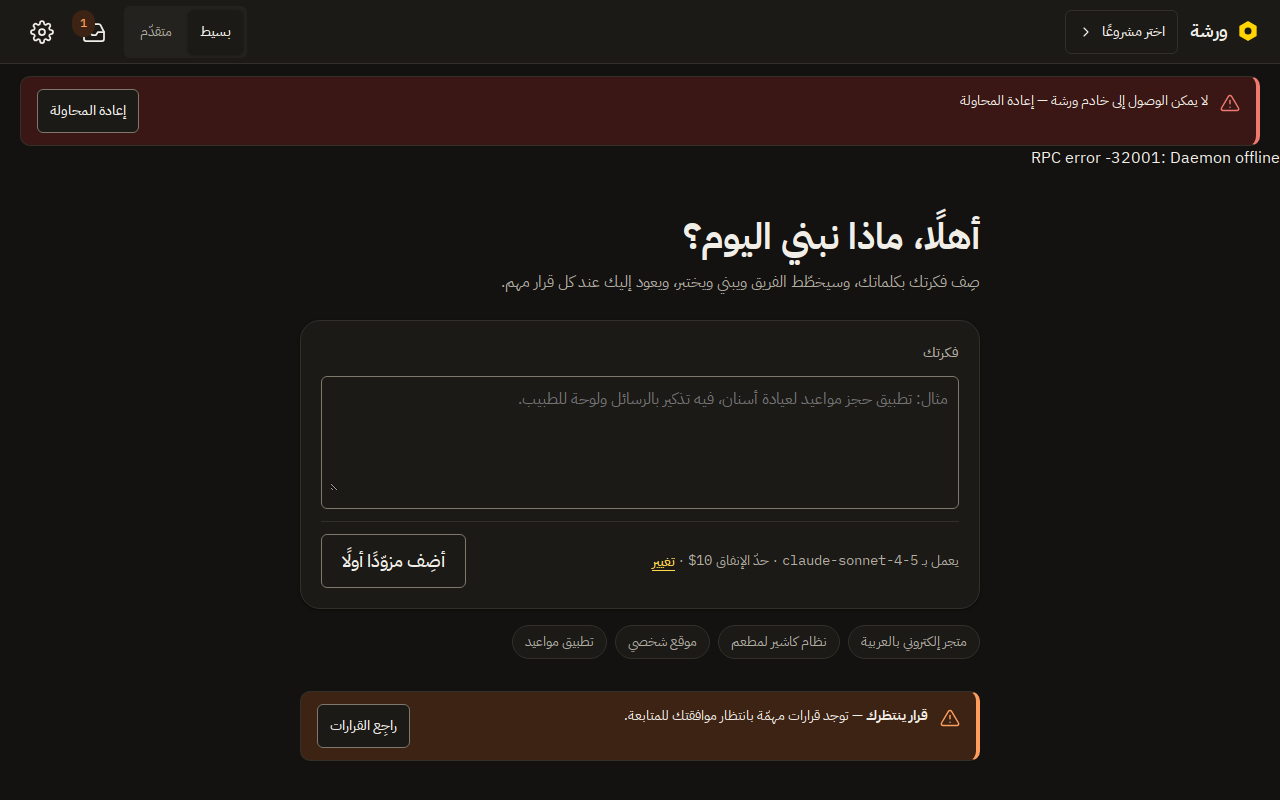 ورشة
اختر مشروعًا
بسيط
متقدّم
1
لا يمكن الوصول إلى خادم ورشة — إعادة المحاولة
إعادة المحاولة
RPC error -32001: Daemon offline
أهلًا، ماذا نبني اليوم؟
صِف فكرتك بكلماتك، وسيخطّط الفريق ويبني ويختبر، ويعود إليك عند كل قرار مهم.
فكرتك
مثال: تطبيق حجز مواعيد لعيادة أسنان، فيه تذكير بالرسائل ولوحة للطبيب.
يعمل بـ claude-sonnet-4-5 · حدّ الإنفاق 10$ · تغيير
أضِف مزوّدًا أولًا
متجر إلكتروني بالعربية
نظام كاشير لمطعم
موقع شخصي
تطبيق مواعيد
قرار ينتظرك — توجد قرارات مهمّة بانتظار موافقتك للمتابعة.
راجِع القرارات